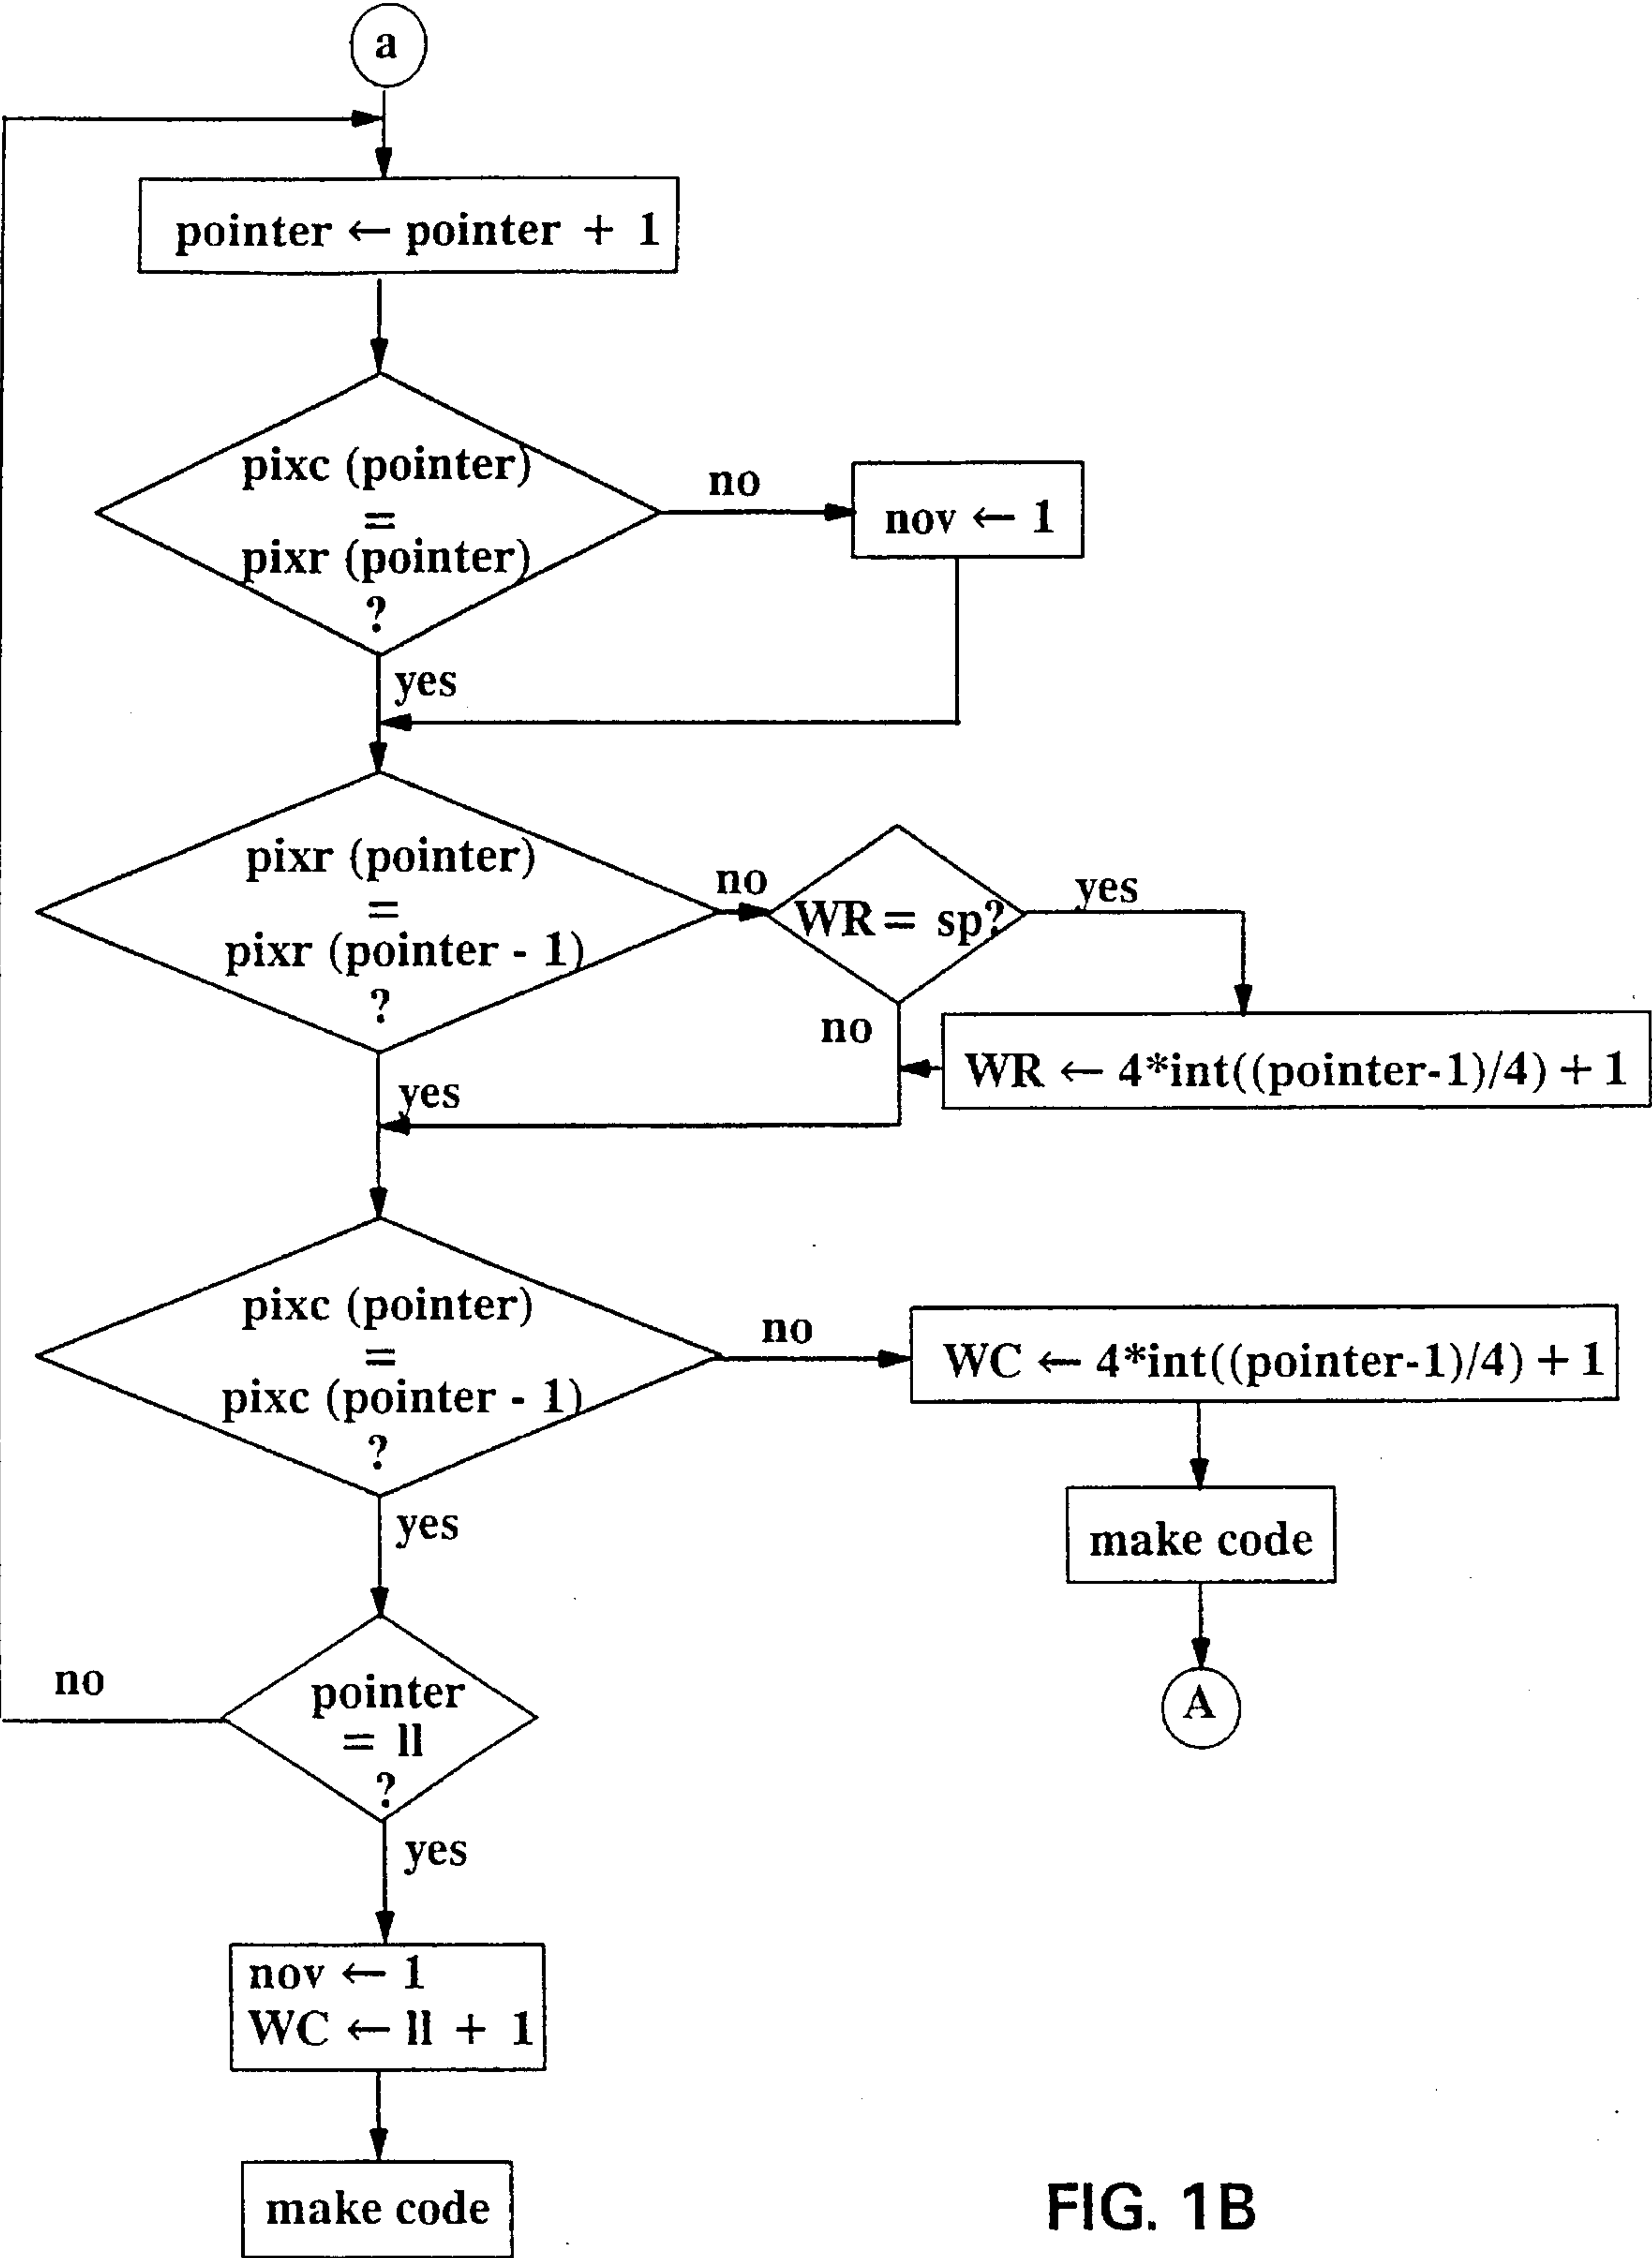 a
pointer ← pointer + 1
pixc (pointer)
=
pixr (pointer)
?
no
nov ← 1
yes
pixr (pointer)
=
pixr (pointer - 1)
?
no
WR = sp?
yes
no
WR ← 4*int((pointer-1)/4) + 1
yes
pixc (pointer)
=
pixc (pointer - 1)
?
no
WC ← 4*int((pointer-1)/4) + 1
make code
A
yes
pointer
= ll
?
no
yes
nov ← 1
WC ← ll + 1
make code
FIG. 1B